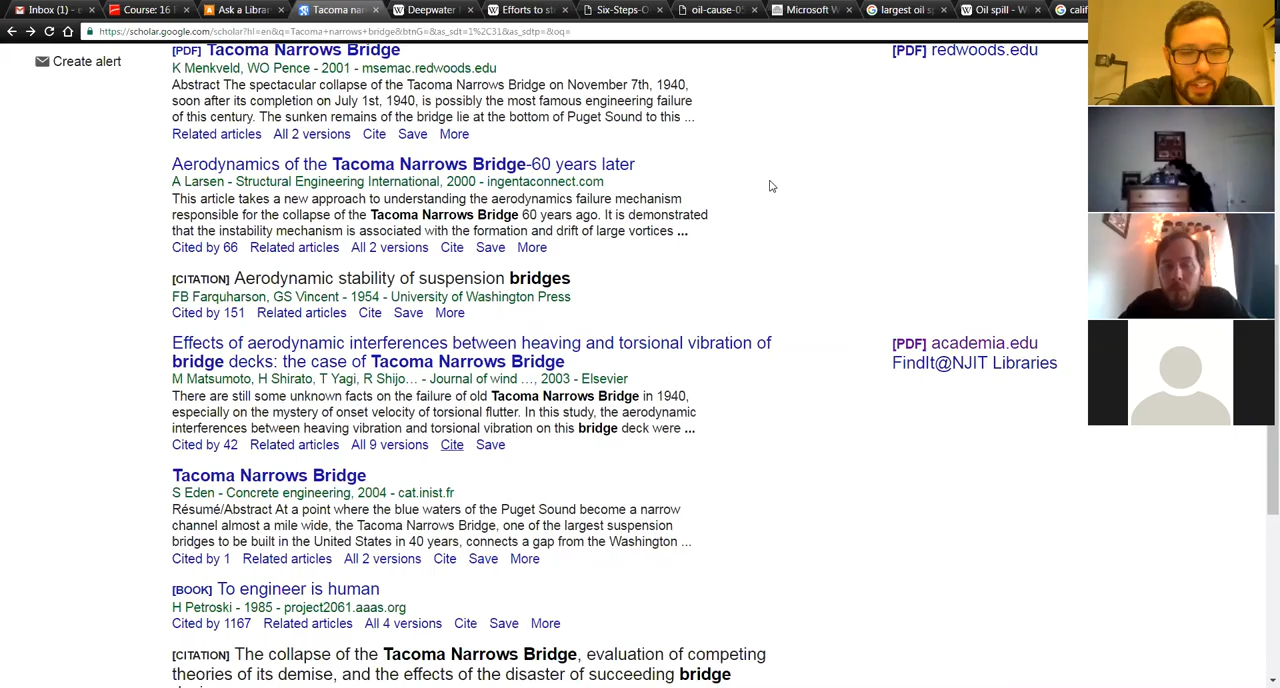 Inbox (1) - e
Course: 16
Ask a Librar
Tacoma nar
Deepwater
Efforts to st
Six-Steps-O
oil-cause-0
Microsoft W
largest oil s
Oil spill - W
calif
https://scholar.google.com/scholar?hl=en&q=Tacoma+narrows+bridge&btnG=&as_sdt=1%2C31&as_sdtp=&oq=
Create alert
[PDF] Tacoma Narrows Bridge
[PDF] redwoods.edu
K Menkveld, WO Pence - 2001 - msemac.redwoods.edu
Abstract The spectacular collapse of the Tacoma Narrows Bridge on November 7th, 1940,
soon after its completion on July 1st, 1940, is possibly the most famous engineering failure
of this century. The sunken remains of the bridge lie at the bottom of Puget Sound to this ...
Related articles All 2 versions Cite Save More
Aerodynamics of the Tacoma Narrows Bridge-60 years later
A Larsen - Structural Engineering International, 2000 - ingentaconnect.com
This article takes a new approach to understanding the aerodynamics failure mechanism
responsible for the collapse of the Tacoma Narrows Bridge 60 years ago. It is demonstrated
that the instability mechanism is associated with the formation and drift of large vortices ...
Cited by 66 Related articles All 2 versions Cite Save More
[CITATION] Aerodynamic stability of suspension bridges
FB Farquharson, GS Vincent - 1954 - University of Washington Press
Cited by 151 Related articles Cite Save More
Effects of aerodynamic interferences between heaving and torsional vibration of
bridge decks: the case of Tacoma Narrows Bridge
[PDF] academia.edu
FindIt@NJIT Libraries
M Matsumoto, H Shirato, T Yagi, R Shijo... - Journal of wind ..., 2003 - Elsevier
There are still some unknown facts on the failure of old Tacoma Narrows Bridge in 1940,
especially on the mystery of onset velocity of torsional flutter. In this study, the aerodynamic
interferences between heaving vibration and torsional vibration on this bridge deck were ...
Cited by 42 Related articles All 9 versions Cite Save
Tacoma Narrows Bridge
S Eden - Concrete engineering, 2004 - cat.inist.fr
Résumé/Abstract At a point where the blue waters of the Puget Sound become a narrow
channel almost a mile wide, the Tacoma Narrows Bridge, one of the largest suspension
bridges to be built in the United States in 40 years, connects a gap from the Washington ...
Cited by 1 Related articles All 2 versions Cite Save More
[BOOK] To engineer is human
H Petroski - 1985 - project2061.aaas.org
Cited by 1167 Related articles All 4 versions Cite Save More
[CITATION] The collapse of the Tacoma Narrows Bridge, evaluation of competing
theories of its demise, and the effects of the disaster of succeeding bridge